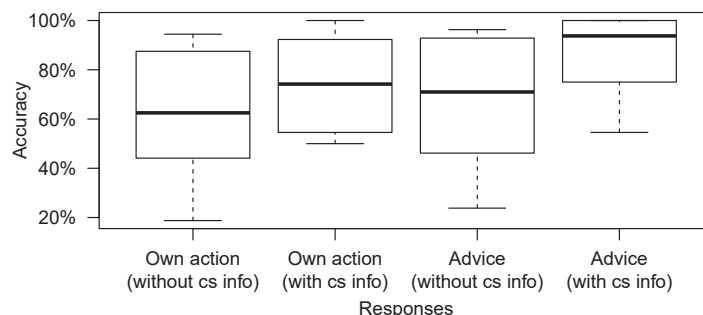 100%
80%
60%
40%
20%
Accuracy
Own action
(without cs info)
Own action
(with cs info)
Advice
(without cs info)
Advice
(with cs info)
Responses